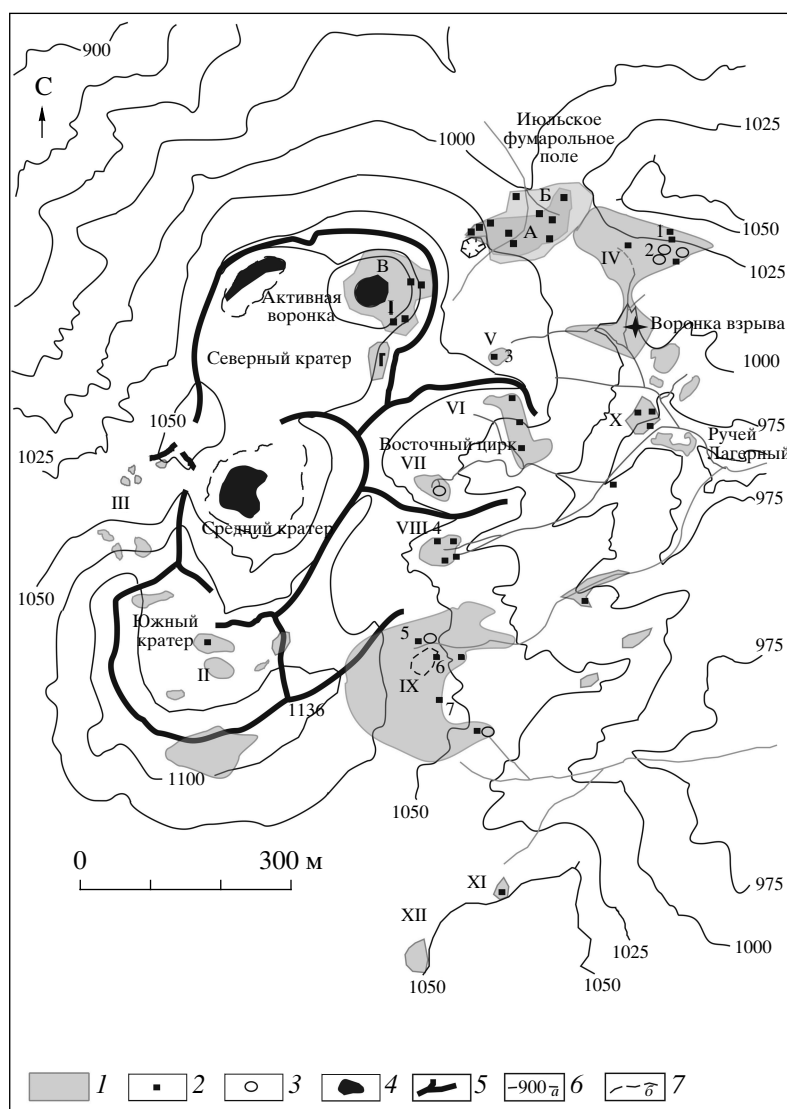 900
С
Июльское
фумарольное
поле
1025
1000
Б
1050
А
1
2
IV
1025
В
Активная
воронка
Воронка взрыва
V
3
Северный кратер
1000
VI
975
X
1050
Восточный цирк
Ручей
Лагерный
1025
VII
975
III
Средний кратер
VIII 4
1050
Южный
кратер
5
6
975
II
IX
1136
7
1100
1050
0
300 м
XI
975
XII
1000
1025
1050
1050
1
2
3
4
5
900 а 6
б 7